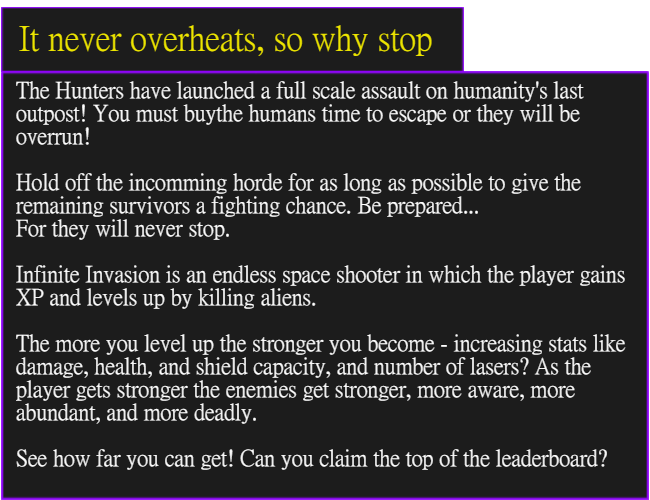 It never overheats, so why stop
The Hunters have launched a full scale assault on humanity's last
outpost! You must buythe humans time to escape or they will be
overrun!
Hold off the incomming horde for as long as possible to give the
remaining survivors a fighting chance. Be prepared...
For they will never stop.
Infinite Invasion is an endless space shooter in which the player gains
XP and levels up by killing aliens.
The more you level up the stronger you become - increasing stats like
damage, health, and shield capacity, and number of lasers? As the
player gets stronger the enemies get stronger, more aware, more
abundant, and more deadly.
See how far you can get! Can you claim the top of the leaderboard?